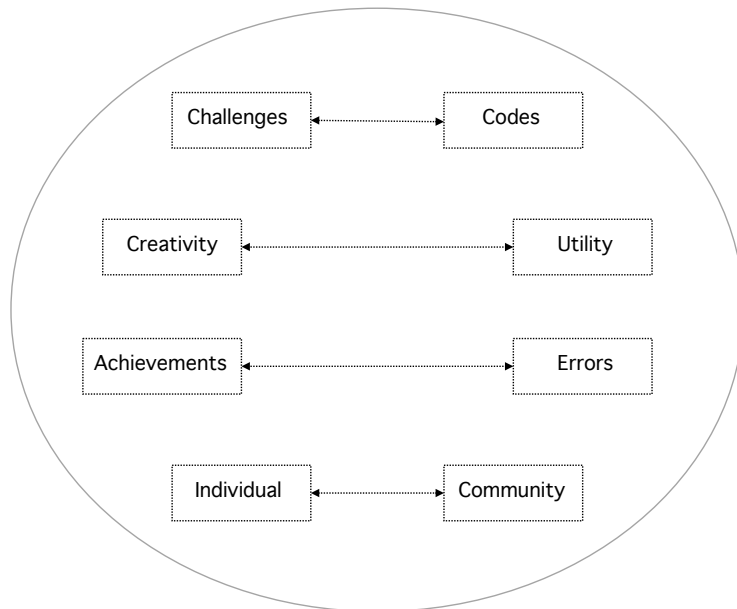 Challenges Codes
Creativity Utility
Achievements Errors
Individual Community